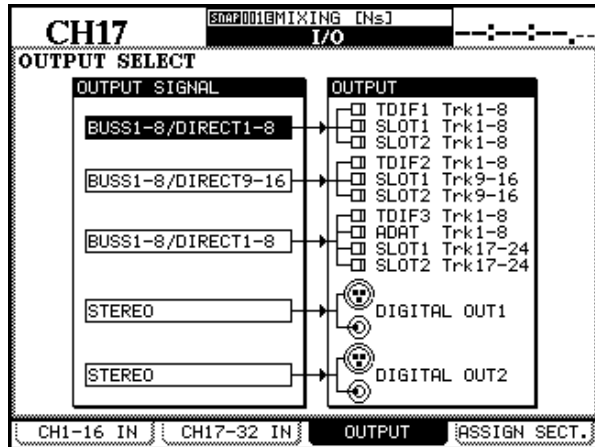 CH17
SNAP001 MIXING [Ns]
I/O
--:--:--.--
OUTPUT SELECT
OUTPUT SIGNAL
OUTPUT
BUSS1-8/DIRECT1-8
TDIF1 Trk1-8
SLOT1 Trk1-8
SLOT2 Trk1-8
BUSS1-8/DIRECT9-16
TDIF2 Trk1-8
SLOT1 Trk9-16
SLOT2 Trk9-16
BUSS1-8/DIRECT1-8
TDIF3 Trk1-8
ADAT Trk1-8
SLOT1 Trk17-24
SLOT2 Trk17-24
STEREO
DIGITAL OUT1
STEREO
DIGITAL OUT2
CH1-16 IN
CH17-32 IN
OUTPUT
ASSIGN SECT.